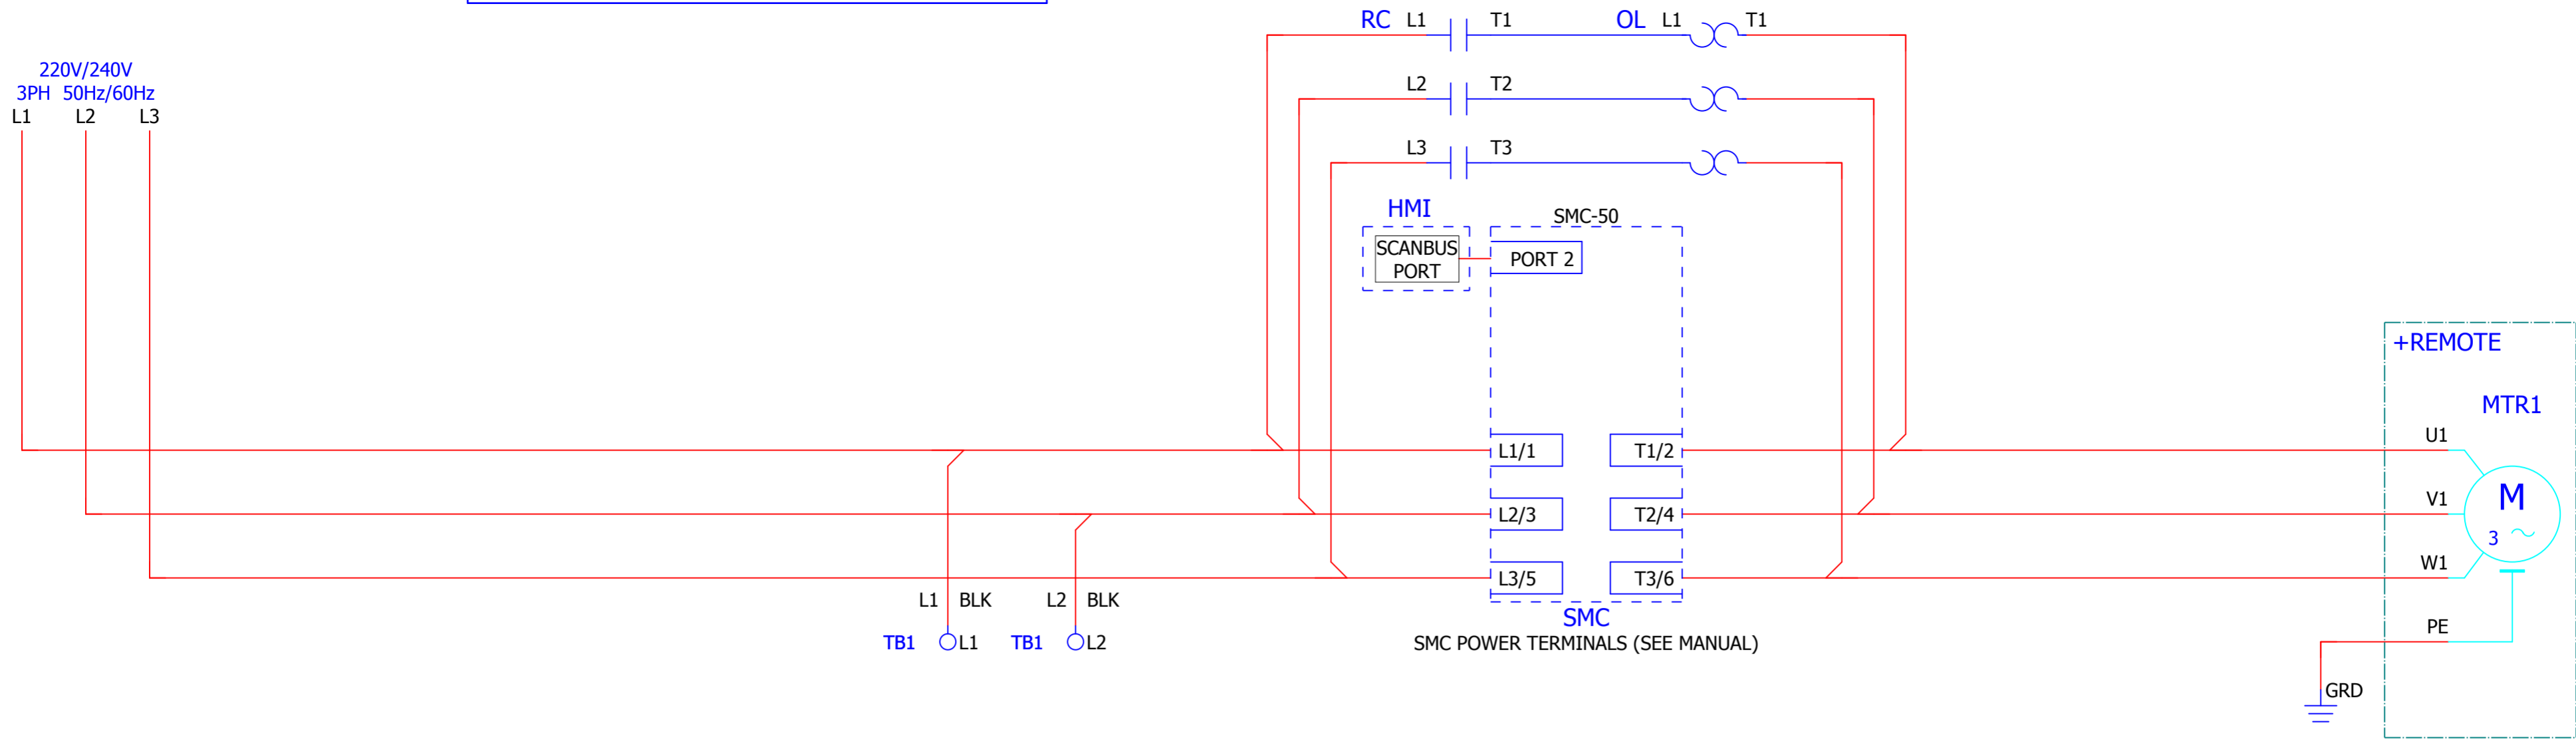 RC L1 T1 OL L1 T1
220V/240V
3PH 50Hz/60Hz
L1 L2 L3
L2 T2
L3 T3
HMI
SCANBUS
PORT
SMC-50
PORT 2
+REMOTE
MTR1
L1/1 T1/2 U1
L2/3 T2/4 V1
M
3
L3/5 T3/6 W1
L1 BLK L2 BLK
TB1 L1 TB1 L2
SMC
SMC POWER TERMINALS (SEE MANUAL)
PE
GRD